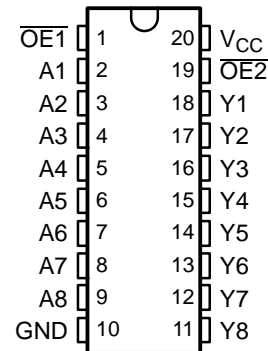 OE1 1 20 VCC
A1 2 19 OE2
A2 3 18 Y1
A3 4 17 Y2
A4 5 16 Y3
A5 6 15 Y4
A6 7 14 Y5
A7 8 13 Y6
A8 9 12 Y7
GND 10 11 Y8